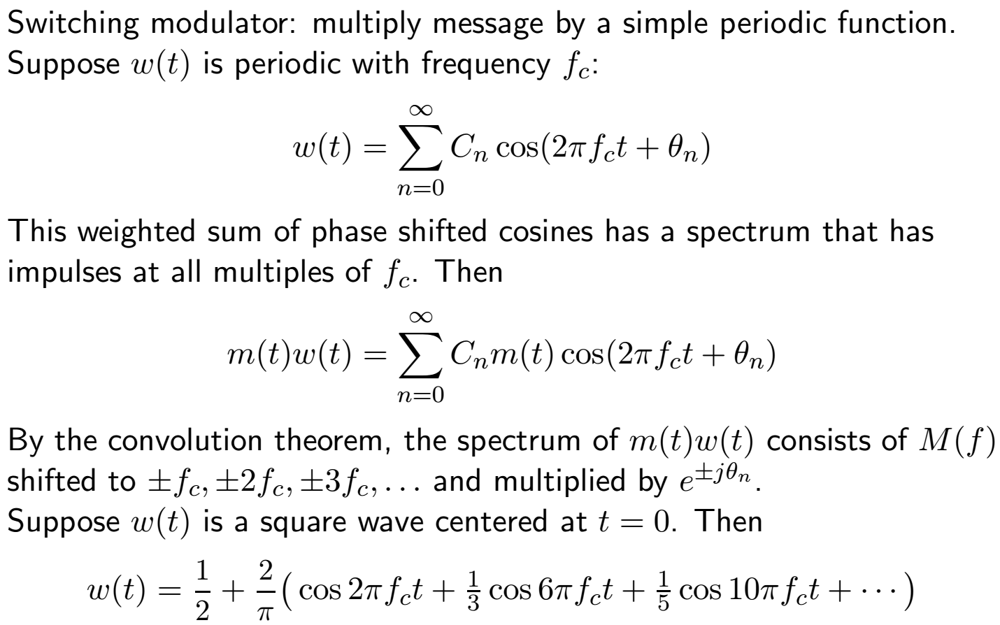 Switching modulator: multiply message by a simple periodic function.
Suppose $w(t)$ is periodic with frequency $f_c$:
$w(t) = \sum_{n=0}^{\infty} C_n \cos(2\pi f_c t + \theta_n)$
This weighted sum of phase shifted cosines has a spectrum that has
impulses at all multiples of $f_c$. Then
$m(t)w(t) = \sum_{n=0}^{\infty} C_n m(t) \cos(2\pi f_c t + \theta_n)$
By the convolution theorem, the spectrum of $m(t)w(t)$ consists of $M(f)$
shifted to $\pm f_c, \pm 2f_c, \pm 3f_c, \ldots$ and multiplied by $e^{\pm j\theta_n}$.
Suppose $w(t)$ is a square wave centered at $t = 0$. Then
$w(t) = \frac{1}{2} + \frac{2}{\pi}\big(\cos 2\pi f_c t + \frac{1}{3} \cos 6\pi f_c t + \frac{1}{5} \cos 10\pi f_c t + \cdots\big)$